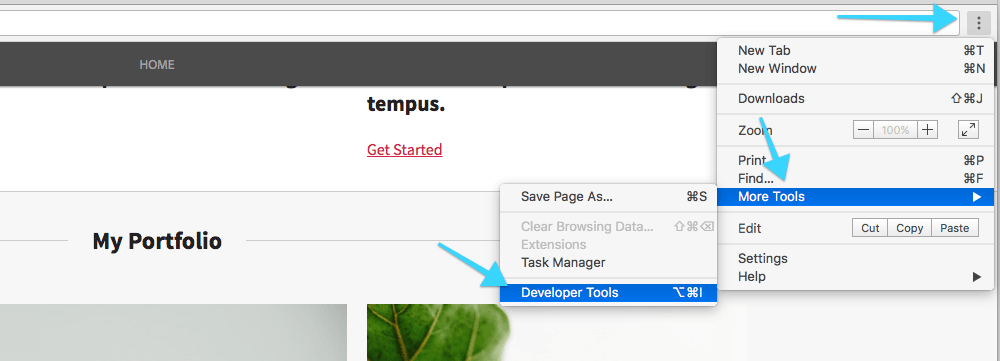 HOME
tempus.
Get Started
My Portfolio
New Tab ⌘T
New Window ⌘N
Downloads ⇧⌘J
Zoom − 100% +
Print... ⌘P
Find... ⌘F
More Tools ▶
Edit Cut Copy Paste
Settings
Help ▶
Save Page As... ⌘S
Clear Browsing Data... ⇧⌘⌫
Extensions
Task Manager
Developer Tools ⌥⌘I